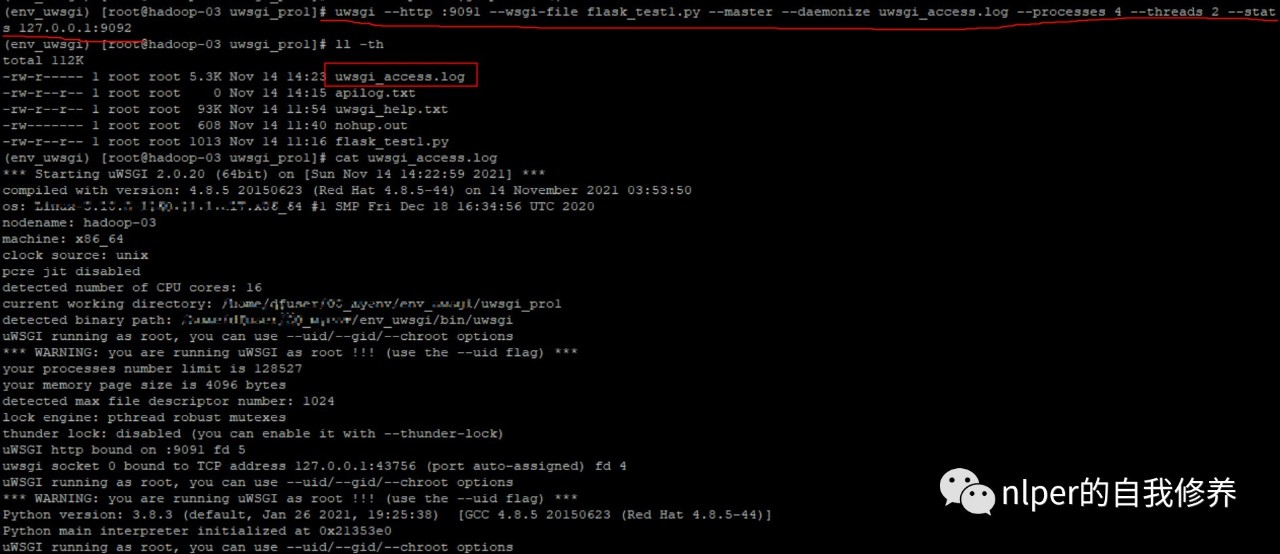 (env_uwsgi) [root@hadoop-03 uwsgi_pro1]# uwsgi --http :9091 --wsgi-file flask_test1.py --master --daemonize uwsgi_access.log --processes 4 --threads 2 --stat
s 127.0.0.1:9092
(env_uwsgi) [root@hadoop-03 uwsgi_pro1]# ll -th
total 112K
-rw-r----- 1 root root 5.3K Nov 14 14:23 uwsgi_access.log
-rw-r--r-- 1 root root    0 Nov 14 14:15 apilog.txt
-rw-r--r-- 1 root root  93K Nov 14 11:54 uwsgi_help.txt
-rw------- 1 root root  608 Nov 14 11:40 nohup.out
-rw-r--r-- 1 root root 1013 Nov 14 11:16 flask_test1.py
(env_uwsgi) [root@hadoop-03 uwsgi_pro1]# cat uwsgi_access.log
*** Starting uWSGI 2.0.20 (64bit) on [Sun Nov 14 14:22:59 2021] ***
compiled with version: 4.8.5 20150623 (Red Hat 4.8.5-44) on 14 November 2021 03:53:50
os: #1 SMP Fri Dec 18 16:34:56 UTC 2020
nodename: hadoop-03
machine: x86_64
clock source: unix
pcre jit disabled
detected number of CPU cores: 16
current working directory: /env_uwsgi/uwsgi_pro1
detected binary path: /env_uwsgi/bin/uwsgi
uWSGI running as root, you can use --uid/--gid/--chroot options
*** WARNING: you are running uWSGI as root !!! (use the --uid flag) ***
your processes number limit is 128527
your memory page size is 4096 bytes
detected max file descriptor number: 1024
lock engine: pthread robust mutexes
thunder lock: disabled (you can enable it with --thunder-lock)
uWSGI http bound on :9091 fd 5
uwsgi socket 0 bound to TCP address 127.0.0.1:43756 (port auto-assigned) fd 4
uWSGI running as root, you can use --uid/--gid/--chroot options
*** WARNING: you are running uWSGI as root !!! (use the --uid flag) ***
Python version: 3.8.3 (default, Jan 26 2021, 19:25:38)  [GCC 4.8.5 20150623 (Red Hat 4.8.5-44)]
Python main interpreter initialized at 0x21353e0
uWSGI running as root, you can use --uid/--gid/--chroot options
nlper的自我修养